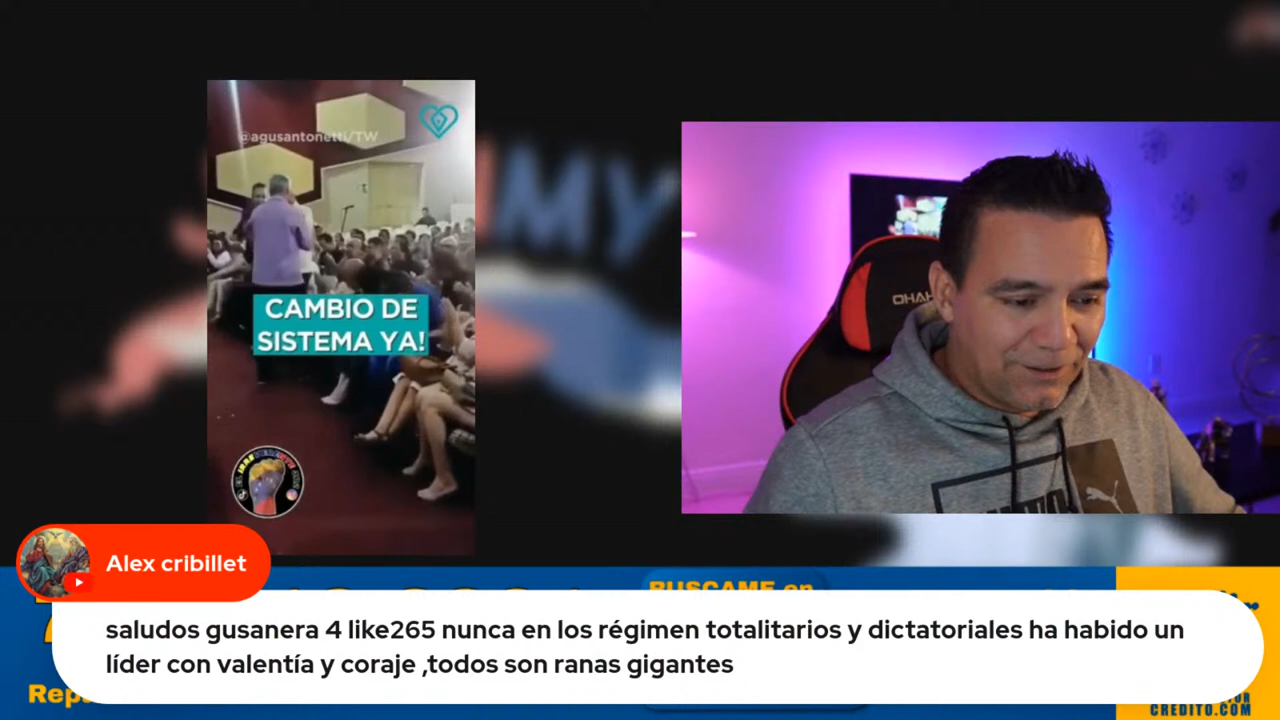 @agusantonetti/TW
MY
CAMBIO DE
SISTEMA YA!
Alex cribillet
BUSCAME en
saludos gusanera 4 like265 nunca en los régimen totalitarios y dictatoriales ha habido un
líder con valentía y coraje ,todos son ranas gigantes
CREDITO.COM